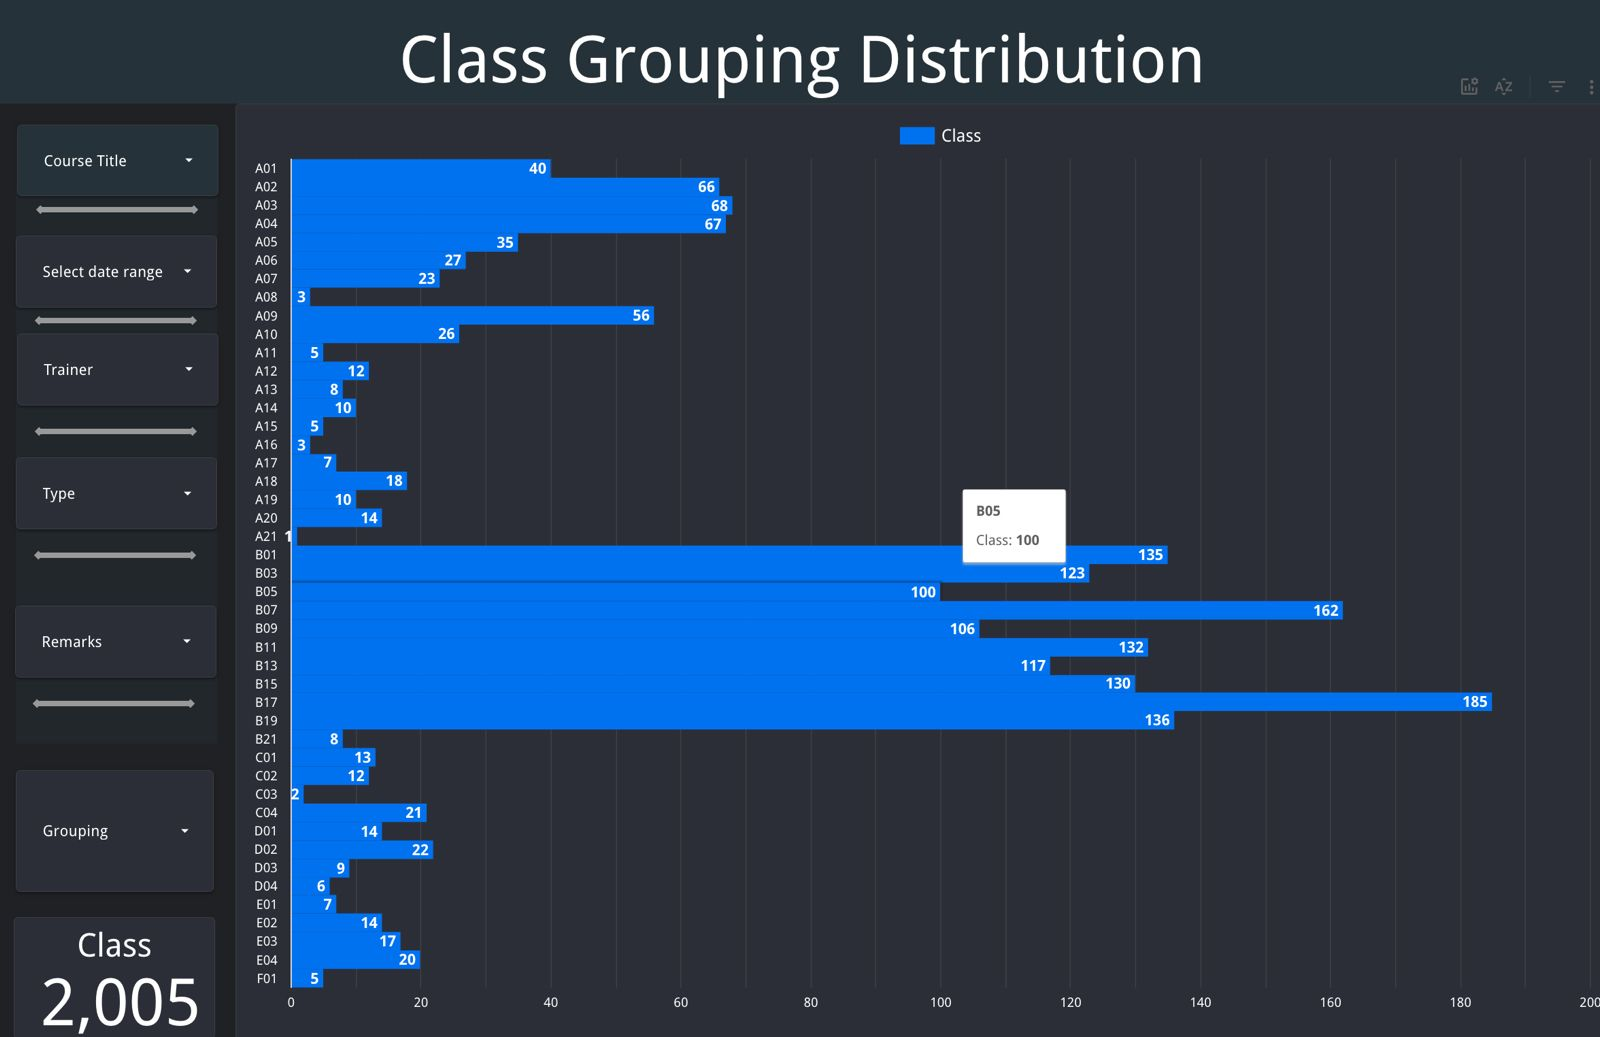 Class Grouping Distribution
Course Title
Select date range
Trainer
Type
Remarks
Grouping
Class
2,005
Class
A01 40
A02 66
A03 68
A04 67
A05 35
A06 27
A07 23
A08 3
A09 56
A10 26
A11 5
A12 12
A13 8
A14 10
A15 5
A16 3
A17 7
A18 18
A19 10
A20 14
A21 1
B01 135
B03 123
B05 100
B07 162
B09 106
B11 132
B13 117
B15 130
B17 185
B19 136
B21 8
C01 13
C02 12
C03 2
C04 21
D01 14
D02 22
D03 9
D04 6
E01 7
E02 14
E03 17
E04 20
F01 5
0 20 40 60 80 100 120 140 160 180 200
B05
Class: 100
AZ